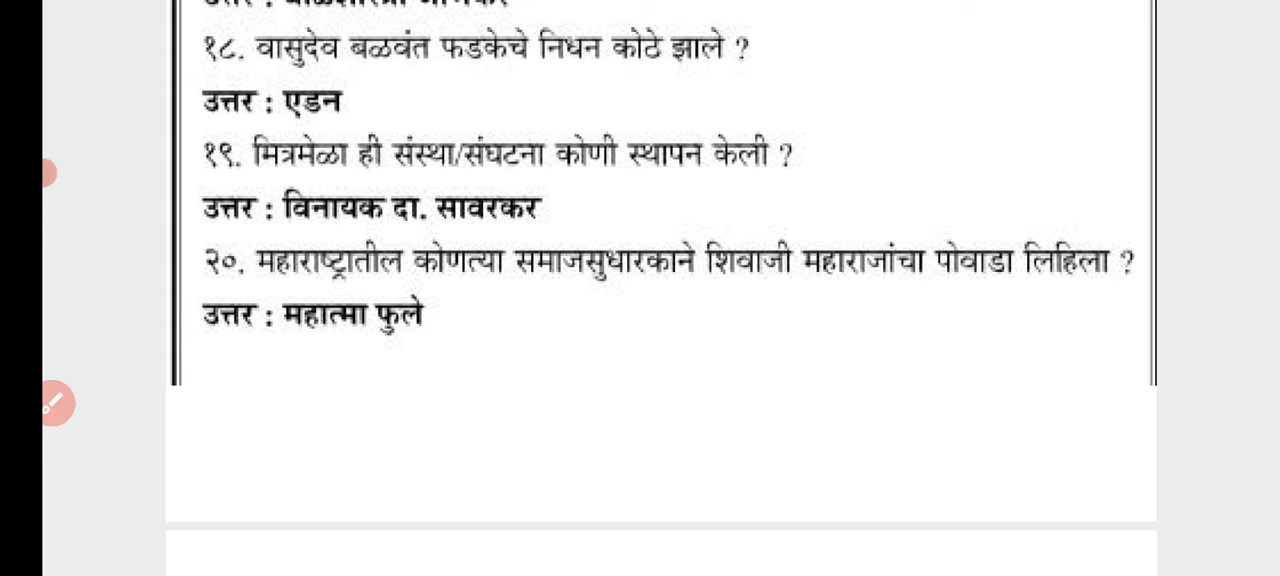 १८. वासुदेव बळवंत फडकेचे निधन कोठे झाले ?
उत्तर : एडन
१९. मित्रमेळा ही संस्था/संघटना कोणी स्थापन केली ?
उत्तर : विनायक दा. सावरकर
२०. महाराष्ट्रातील कोणत्या समाजसुधारकाने शिवाजी महाराजांचा पोवाडा लिहिला ?
उत्तर : महात्मा फुले